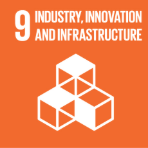 9 INDUSTRY, INNOVATION
AND INFRASTRUCTURE